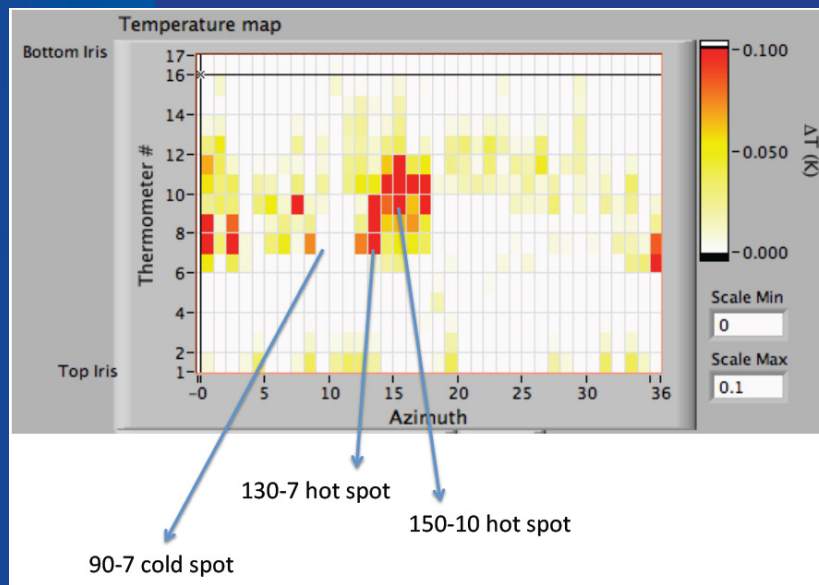 Temperature map
Bottom Iris
17
16
14
12
10
8
6
4
2
1
Thermometer #
Top Iris
-0
5
10
15
20
25
30
36
Azimuth
0.100
0.050
0.000
ΔT (K)
Scale Min
0
Scale Max
0.1
130-7 hot spot
150-10 hot spot
90-7 cold spot